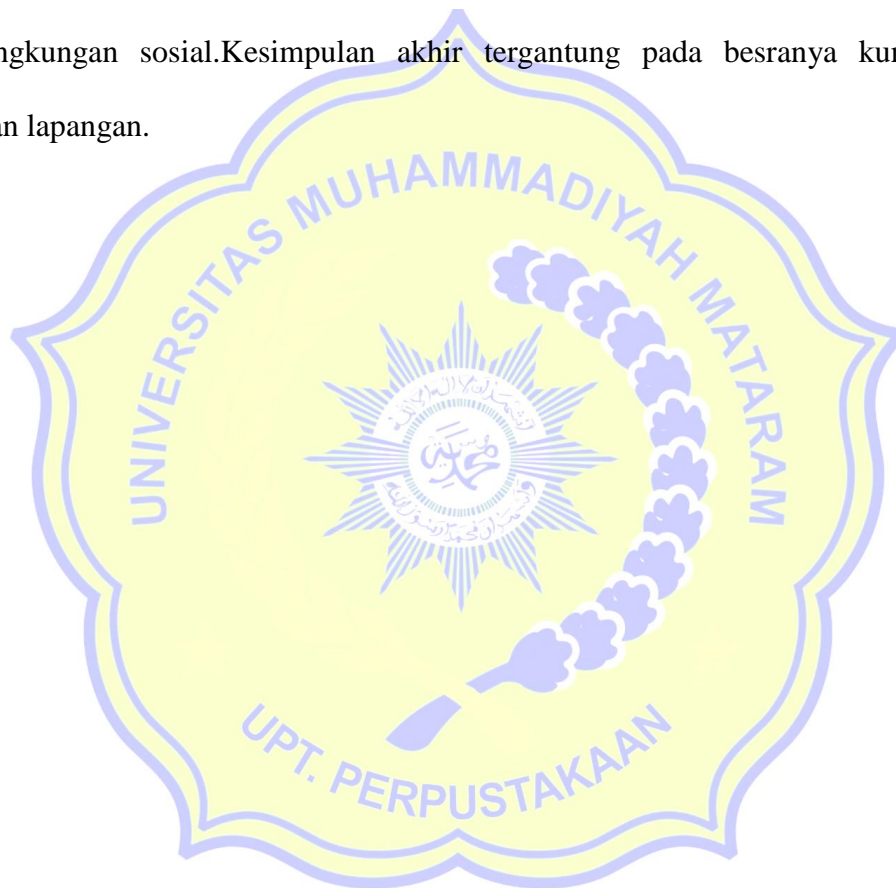 ngkungan sosial.Kesimpulan akhir tergantung pada besranya kur
an lapangan.
UNIVERSITAS MUHAMMADIYAH MATARAM
UPT. PERPUSTAKAAN